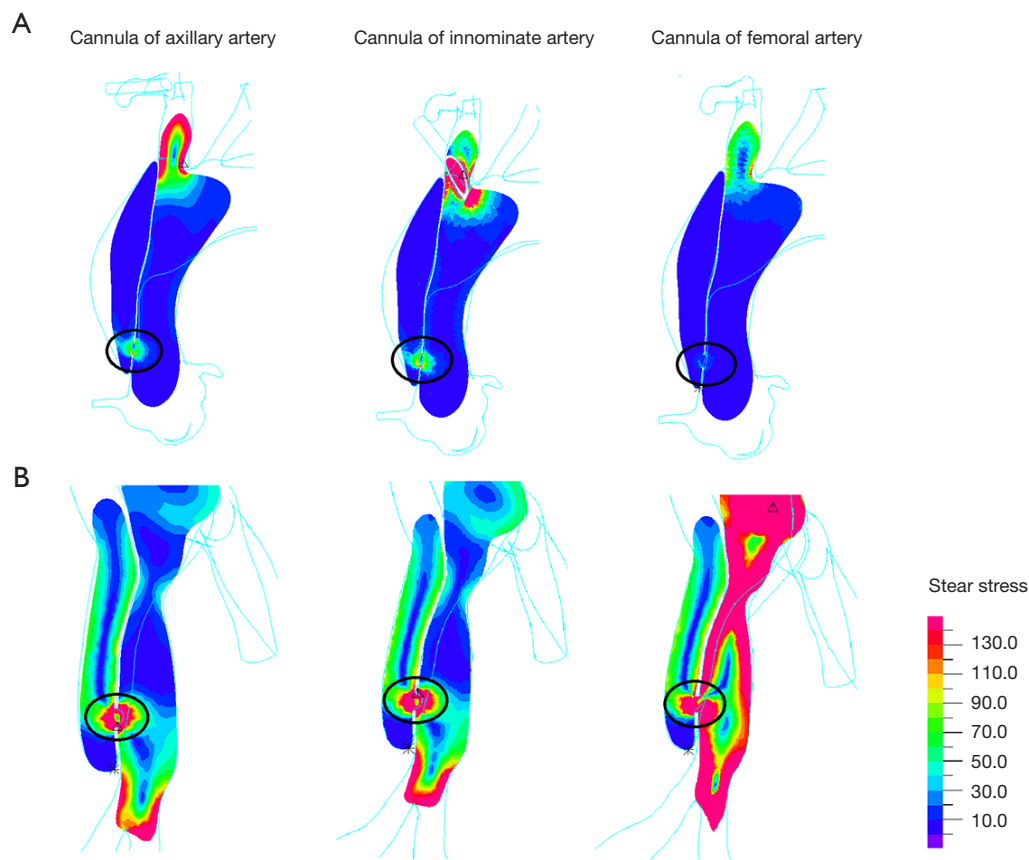 A
Cannula of axillary artery
Cannula of innominate artery
Cannula of femoral artery
B
Stear stress
130.0
110.0
90.0
70.0
50.0
30.0
10.0